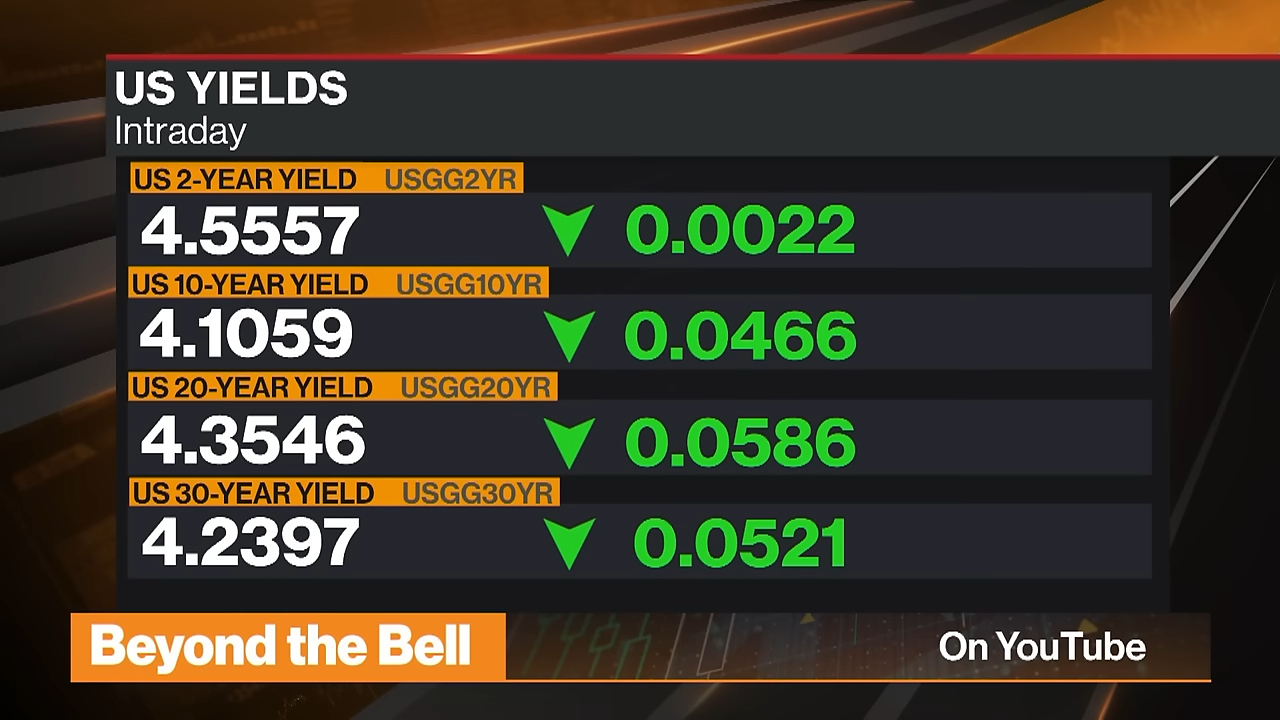 US YIELDS
Intraday
US 2-YEAR YIELD USGG2YR
4.5557 ▼ 0.0022
US 10-YEAR YIELD USGG10YR
4.1059 ▼ 0.0466
US 20-YEAR YIELD USGG20YR
4.3546 ▼ 0.0586
US 30-YEAR YIELD USGG30YR
4.2397 ▼ 0.0521
Beyond the Bell On YouTube